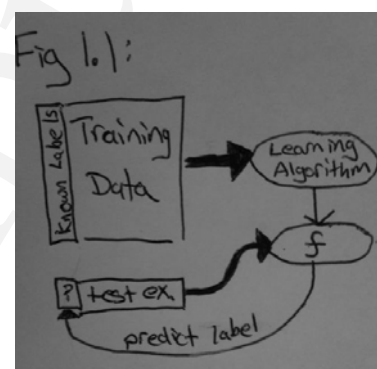 Fig 1.1:
Known Labels
Training
Data
Learning
Algorithm
f
? test ex.
predict label